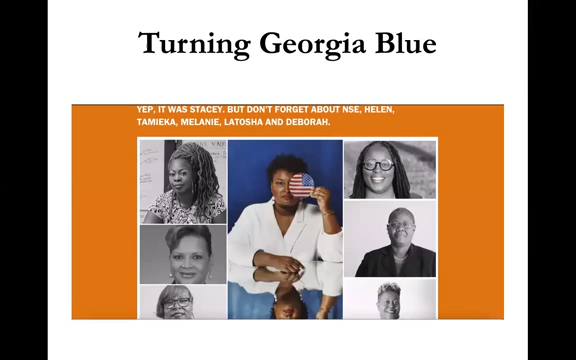 Turning Georgia Blue
YEP, IT WAS STACEY. BUT DON'T FORGET ABOUT NSE, HELEN,
TAMIEKA, MELANIE, LATOSHA AND DEBORAH.